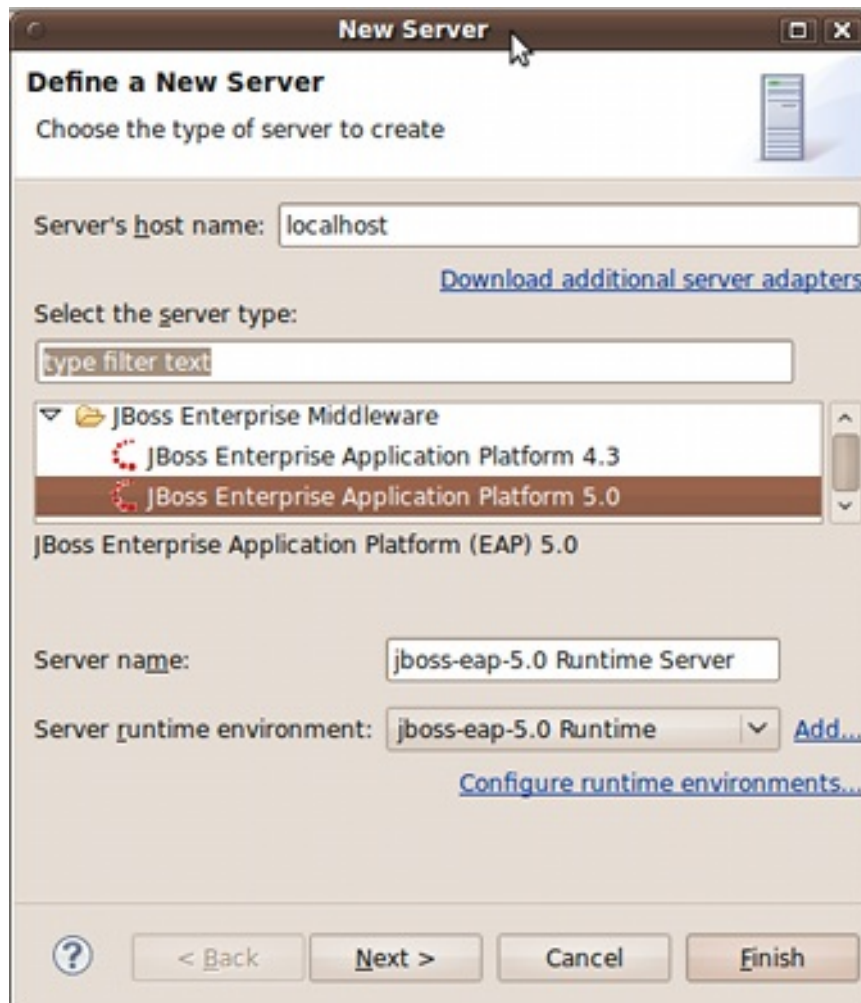 New Server
Define a New Server
Choose the type of server to create
Server's host name: localhost
Download additional server adapters
Select the server type:
type filter text
JBoss Enterprise Middleware
JBoss Enterprise Application Platform 4.3
JBoss Enterprise Application Platform 5.0
JBoss Enterprise Application Platform (EAP) 5.0
Server name: jboss-eap-5.0 Runtime Server
Server runtime environment: jboss-eap-5.0 Runtime Add...
Configure runtime environments...
? < Back Next > Cancel Finish